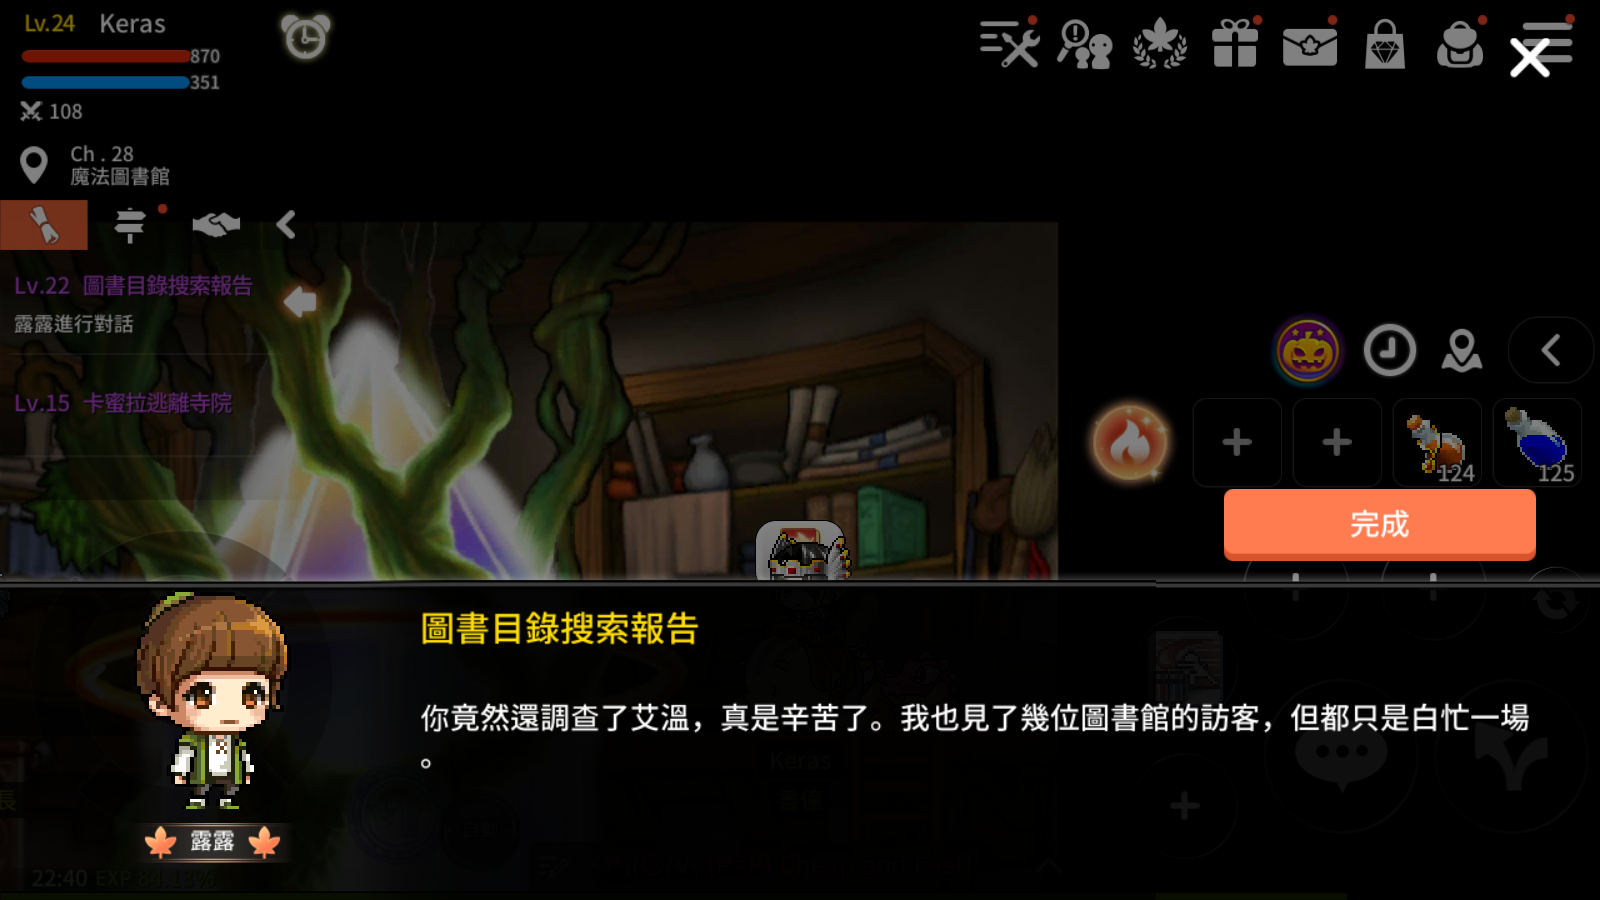 Lv.24 Keras
870
351
108
Ch . 28
魔法圖書館
Lv.22 圖書目錄搜索報告
露露進行對話
Lv.15 卡蜜拉逃離寺院
124
125
完成
圖書目錄搜索報告
你竟然還調查了艾溫，真是辛苦了。我也見了幾位圖書館的訪客，但都只是白忙一場
。
Keras
露露
22:40 EXP 84.13%